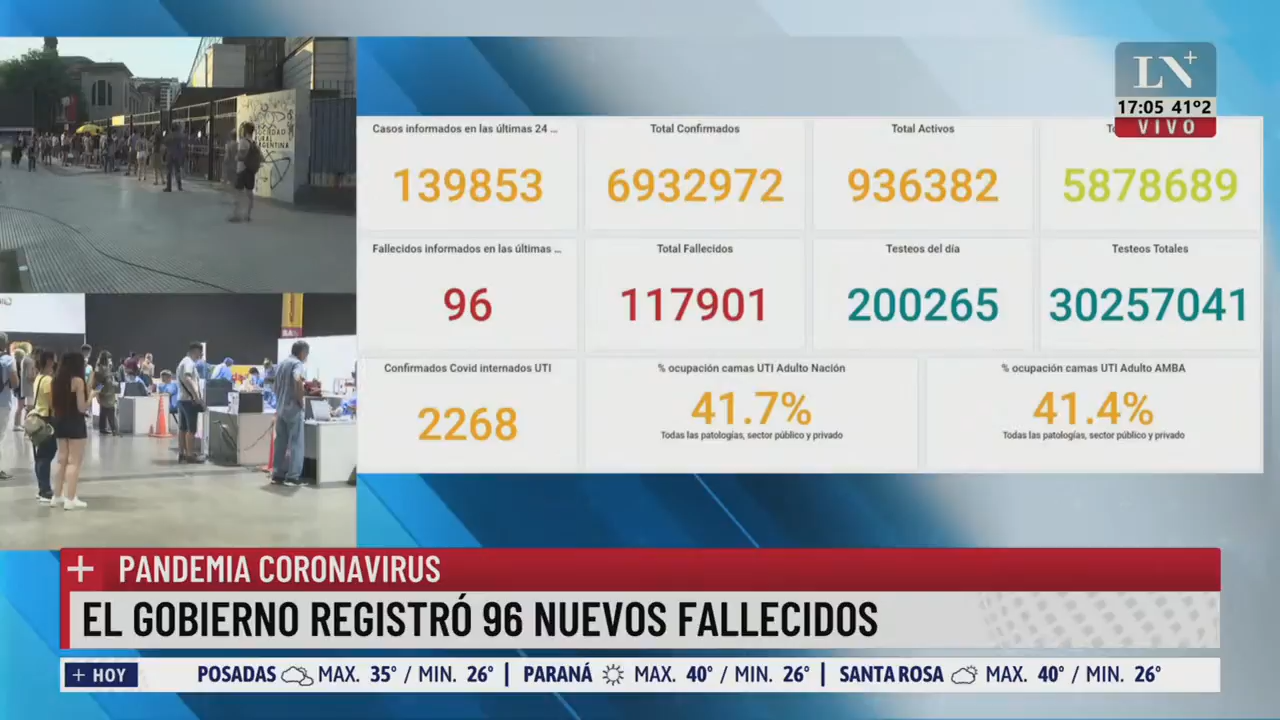 LN+
17:05 41º2
VIVO
Casos informados en las últimas 24 ...
139853
Total Confirmados
6932972
Total Activos
936382
5878689
Fallecidos informados en las últimas ...
96
Total Fallecidos
117901
Testeos del día
200265
Testeos Totales
30257041
Confirmados Covid internados UTI
2268
% ocupación camas UTI Adulto Nación
41.7%
Todas las patologías, sector público y privado
% ocupación camas UTI Adulto AMBA
41.4%
Todas las patologías, sector público y privado
+ PANDEMIA CORONAVIRUS
EL GOBIERNO REGISTRÓ 96 NUEVOS FALLECIDOS
+ HOY POSADAS MAX. 35° / MIN. 26° | PARANÁ MAX. 40° / MIN. 26° | SANTA ROSA MAX. 40° / MIN. 26°